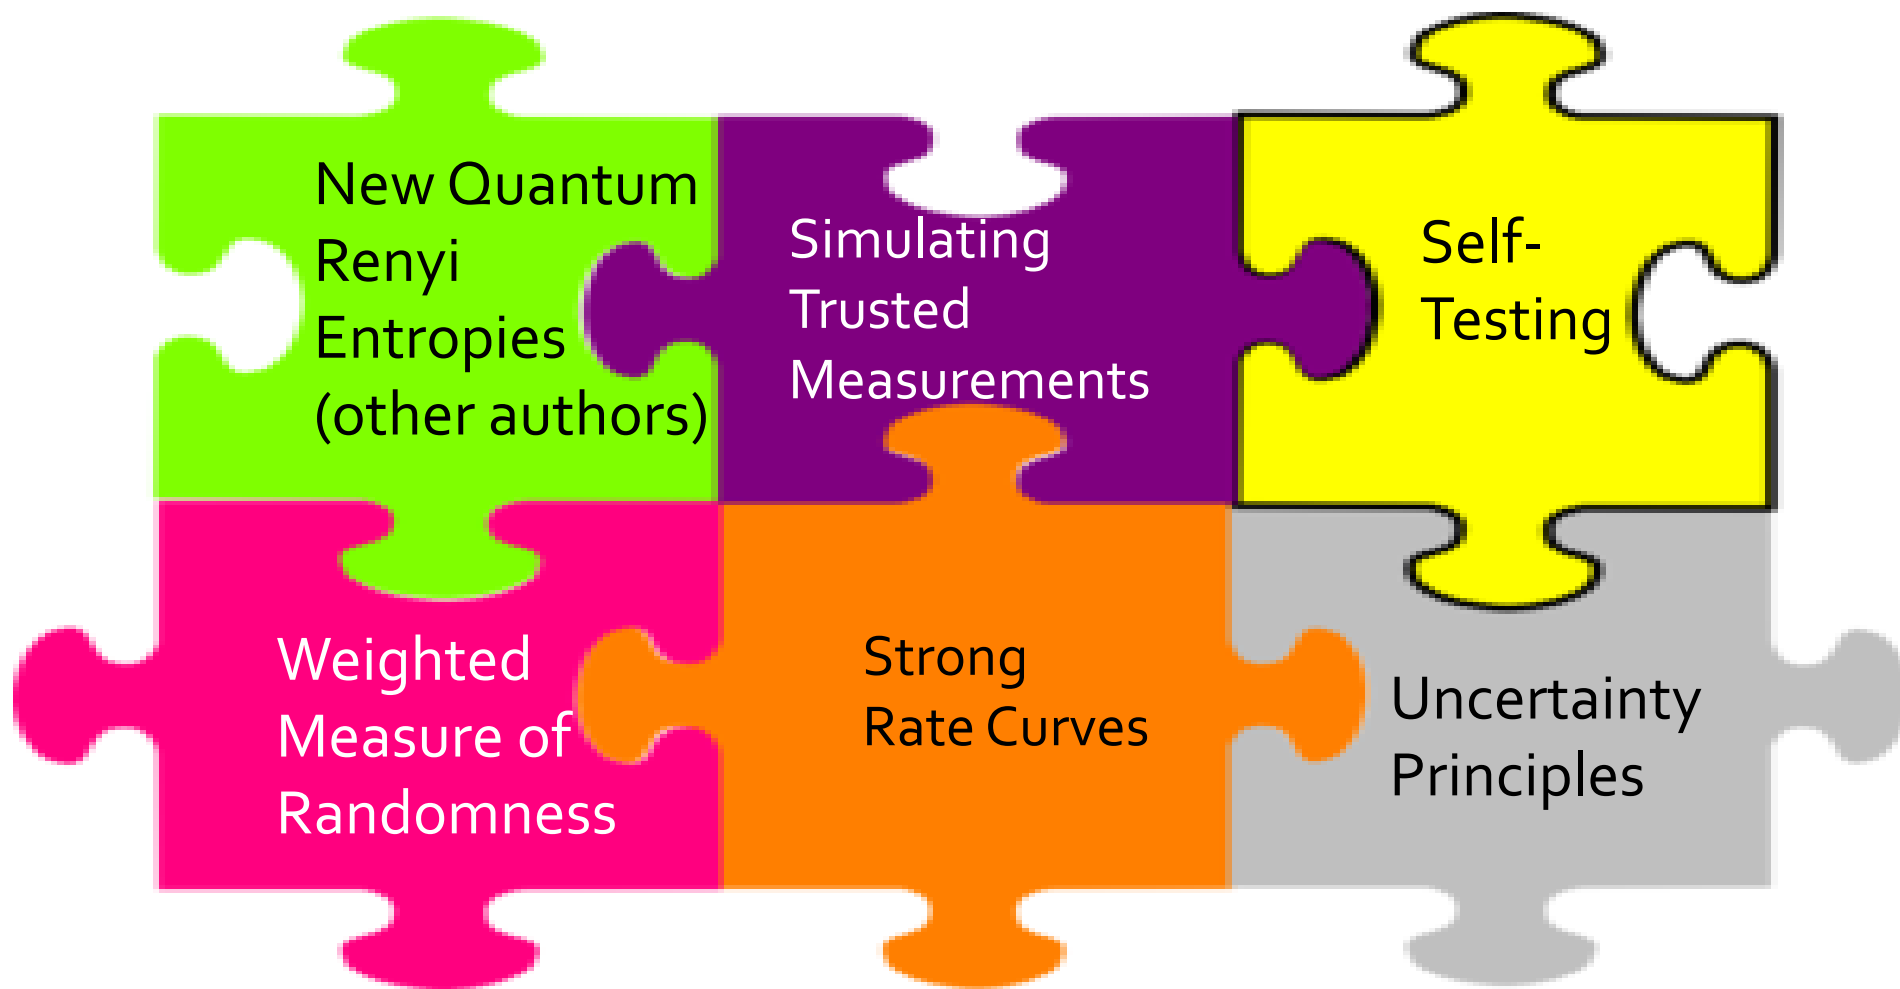 New Quantum
Renyi
Entropies
(other authors)
Simulating
Trusted
Measurements
Self-
Testing
Weighted
Measure of
Randomness
Strong
Rate Curves
Uncertainty
Principles